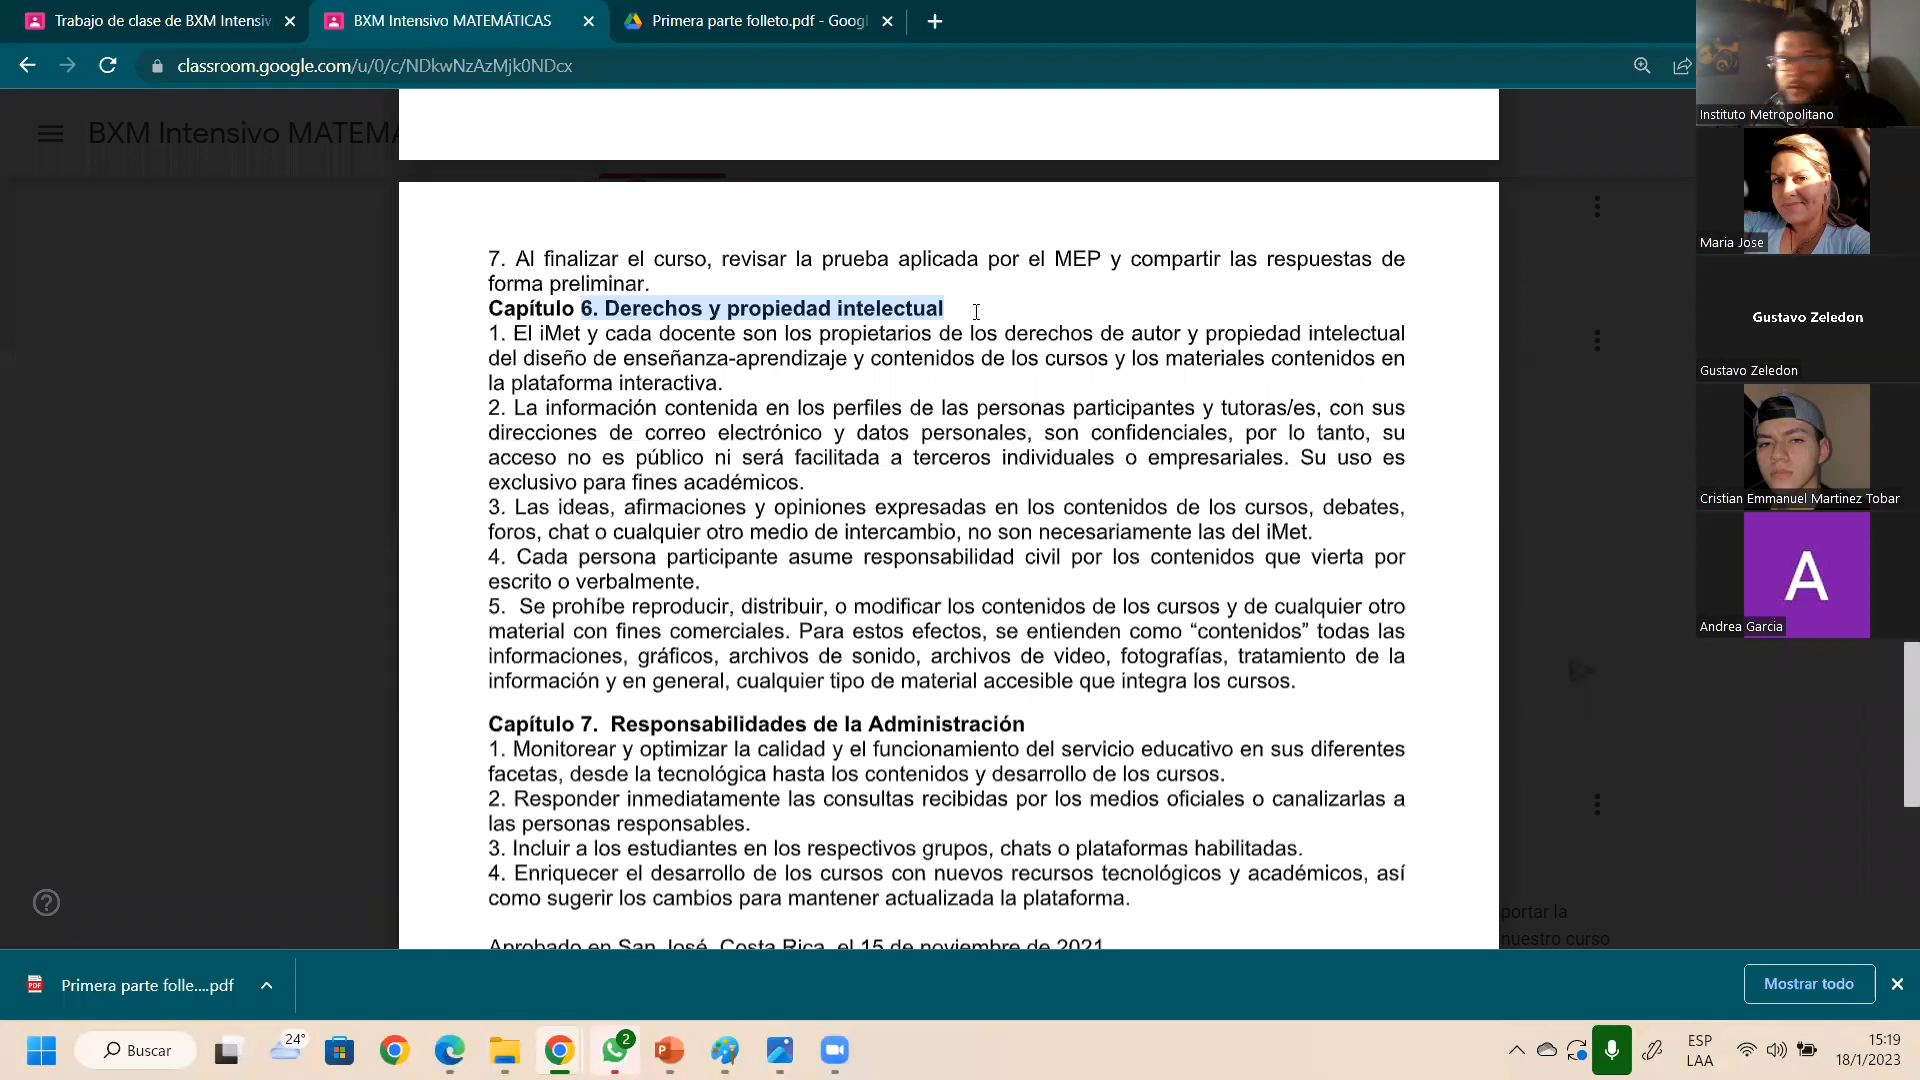 Trabajo de clase de BXM Intensiv
BXM Intensivo MATEMÁTICAS
Primera parte folleto.pdf - Googl
classroom.google.com/u/0/c/NDkwNzAzMjk0NDcx
BXM Intensivo MATEMA
7. Al finalizar el curso, revisar la prueba aplicada por el MEP y compartir las respuestas de
forma preliminar.
Capítulo 6. Derechos y propiedad intelectual
1. El iMet y cada docente son los propietarios de los derechos de autor y propiedad intelectual
del diseño de enseñanza-aprendizaje y contenidos de los cursos y los materiales contenidos en
la plataforma interactiva.
2. La información contenida en los perfiles de las personas participantes y tutoras/es, con sus
direcciones de correo electrónico y datos personales, son confidenciales, por lo tanto, su
acceso no es público ni será facilitada a terceros individuales o empresariales. Su uso es
exclusivo para fines académicos.
3. Las ideas, afirmaciones y opiniones expresadas en los contenidos de los cursos, debates,
foros, chat o cualquier otro medio de intercambio, no son necesariamente las del iMet.
4. Cada persona participante asume responsabilidad civil por los contenidos que vierta por
escrito o verbalmente.
5. Se prohíbe reproducir, distribuir, o modificar los contenidos de los cursos y de cualquier otro
material con fines comerciales. Para estos efectos, se entienden como “contenidos” todas las
informaciones, gráficos, archivos de sonido, archivos de video, fotografías, tratamiento de la
información y en general, cualquier tipo de material accesible que integra los cursos.
Capítulo 7. Responsabilidades de la Administración
1. Monitorear y optimizar la calidad y el funcionamiento del servicio educativo en sus diferentes
facetas, desde la tecnológica hasta los contenidos y desarrollo de los cursos.
2. Responder inmediatamente las consultas recibidas por los medios oficiales o canalizarlas a
las personas responsables.
3. Incluir a los estudiantes en los respectivos grupos, chats o plataformas habilitadas.
4. Enriquecer el desarrollo de los cursos con nuevos recursos tecnológicos y académicos, así
como sugerir los cambios para mantener actualizada la plataforma.
Aprobado en San José, Costa Rica, el 15 de noviembre de 2021
portar la
nuestro curso
Instituto Metropolitano
Maria Jose
Gustavo Zeledon
Gustavo Zeledon
Cristian Emmanuel Martinez Tobar
A
Andrea Garcia
Primera parte folle....pdf
Mostrar todo
Buscar
24°
2
ESP
LAA
15:19
18/1/2023